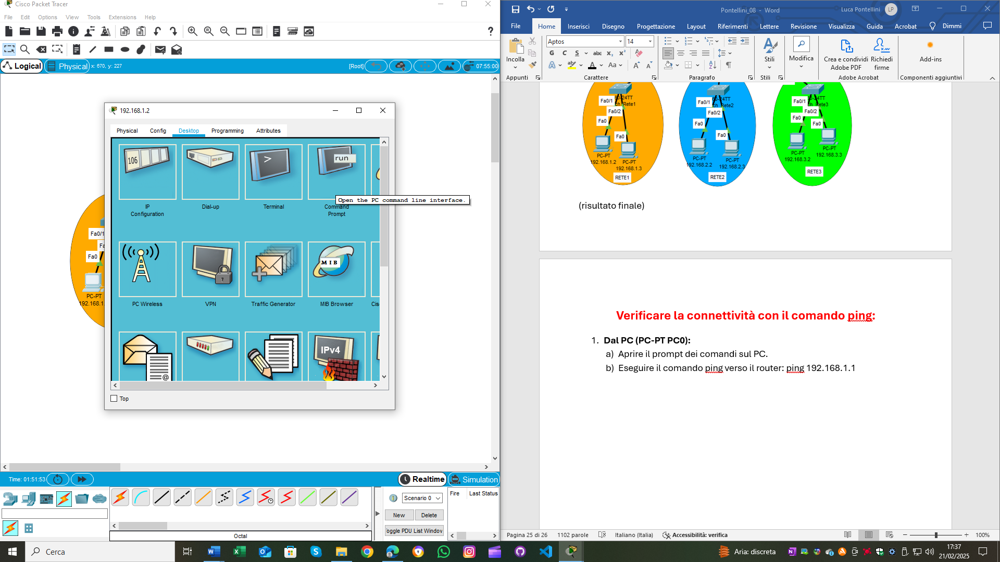 Cisco Packet Tracer
File Edit Options View Tools Extensions Help
Logical
Physical
x: 670, y: 227
[Root]
07:55:00
192.168.1.2
Physical Config Desktop Programming Attributes
106
>
run
IP Configuration
Dial-up
Terminal
Command Prompt
Open the PC command line interface.
MIB
PC Wireless
VPN
Traffic Generator
MIB Browser
Cis
@
IPv4
Top
Fa0/1
Fa
Fa0
PC-PT
192.168.1
Time: 01:51:53
Realtime
Simulation
Scenario 0
Fire
Last Status
New
Delete
oggle PDU List Window
Octal
Pontellini_08 - Word
Luca Pontellini
LP
File Home Inserisci Disegno Progettazione Layout Riferimenti Lettere Revisione Visualizza Guida Acrobat Dimmi
Incolla
Appunti
Aptos
14
G C S abc x₂ x²
A A Aa A A
Carattere
Paragrafo
Stili
Stili
Modifica
Crea e condividi Adobe PDF
Richiedi firme
Adobe Acrobat
Add-ins
Componenti aggiuntivi
60-24TT
ch_Rete1
Fa0/1
Fa0/2
Fa0
Fa0
PC-PT
192.168.1.2
PC-PT
192.168.1.3
RETE1
60-24TT
ch_Rete2
Fa0/1
Fa0/2
Fa0
Fa0
PC-PT
192.168.2.2
PC-PT
192.168.2.3
RETE2
60-24TT
ch_Rete3
Fa0/1
Fa0/2
Fa0
Fa0
PC-PT
192.168.3.2
PC-PT
192.168.3.3
RETE3
(risultato finale)
Verificare la connettività con il comando ping:
1. Dal PC (PC-PT PC0):
a) Aprire il prompt dei comandi sul PC.
b) Eseguire il comando ping verso il router: ping 192.168.1.1
Pagina 25 di 26
1102 parole
Italiano (Italia)
Accessibilità: verifica
100%
Cerca
Aria: discreta
17:37
21/02/2025